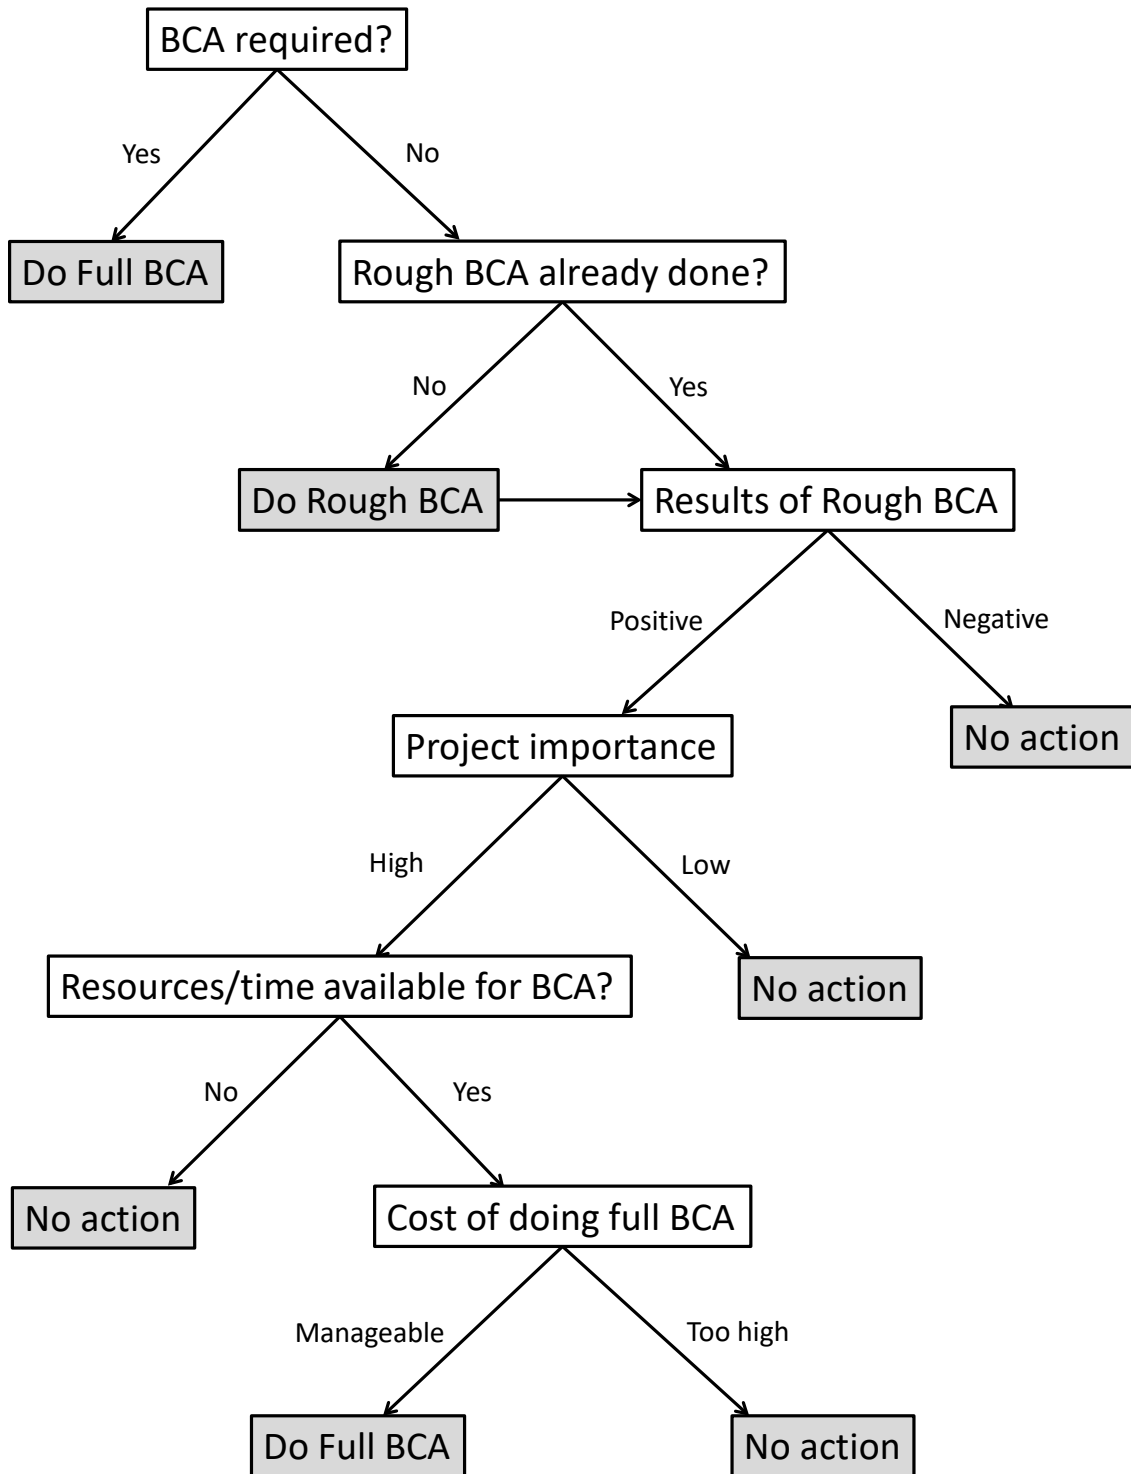 BCA required?
Yes
No
Do Full BCA
Rough BCA already done?
No
Yes
Do Rough BCA
Results of Rough BCA
Positive
Negative
Project importance
No action
High
Low
Resources/time available for BCA?
No action
No
Yes
No action
Cost of doing full BCA
Manageable
Too high
Do Full BCA
No action